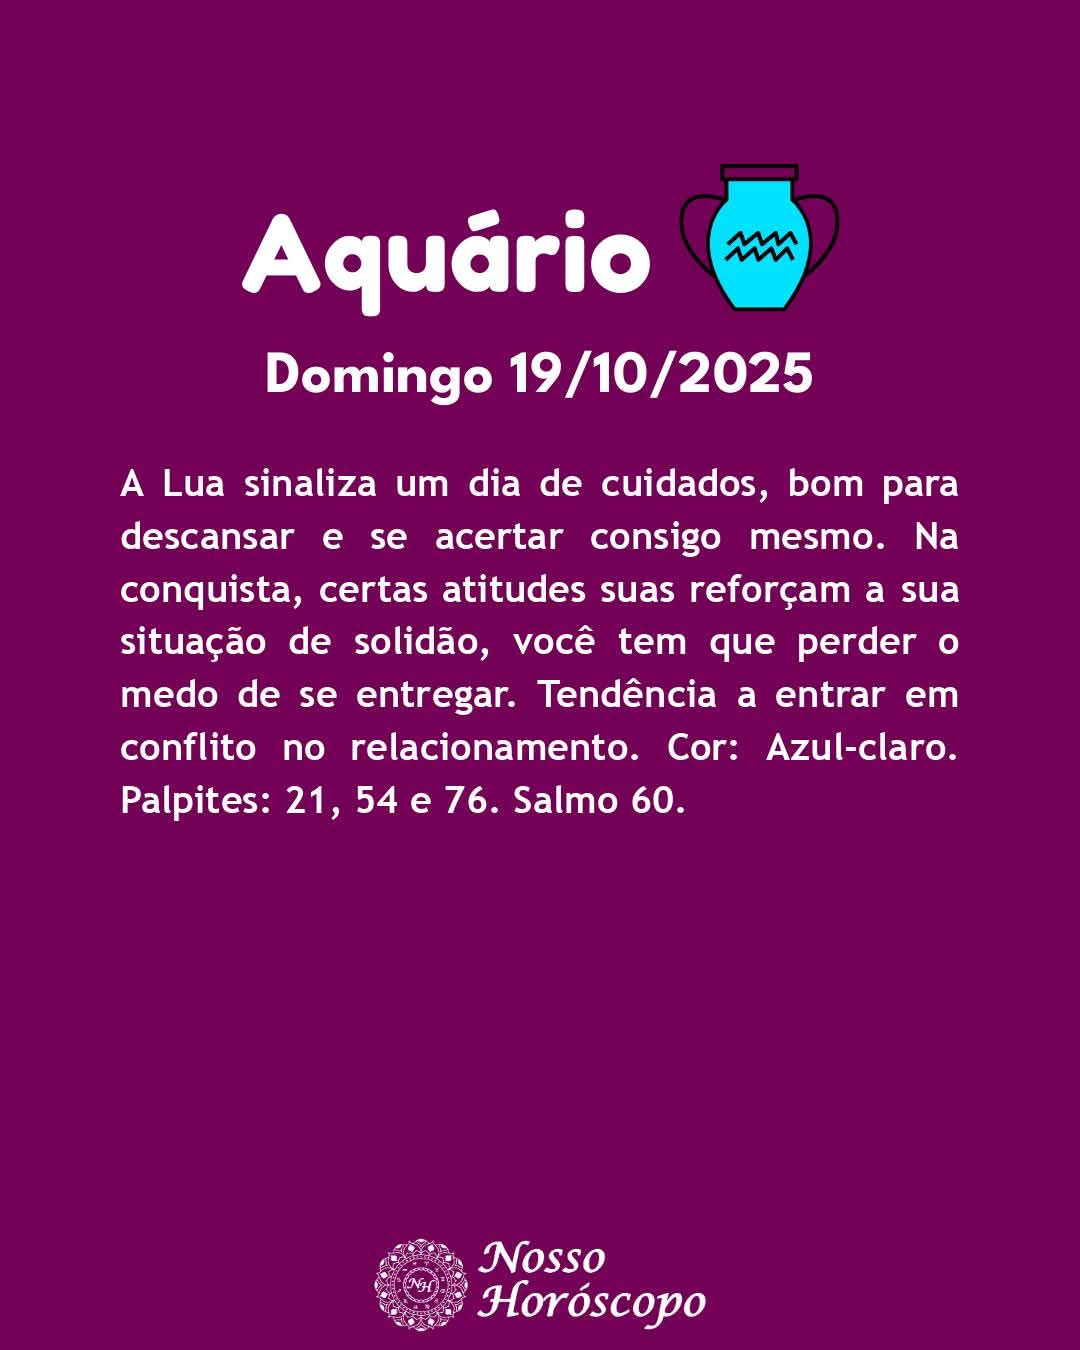 Aquário
Domingo 19/10/2025
A Lua sinaliza um dia de cuidados, bom para
descansar e se acertar consigo mesmo. Na
conquista, certas atitudes suas reforçam a sua
situação de solidão, você tem que perder o
medo de se entregar. Tendência a entrar em
conflito no relacionamento. Cor: Azul-claro.
Palpites: 21, 54 e 76. Salmo 60.
NH
Nosso
Horóscopo